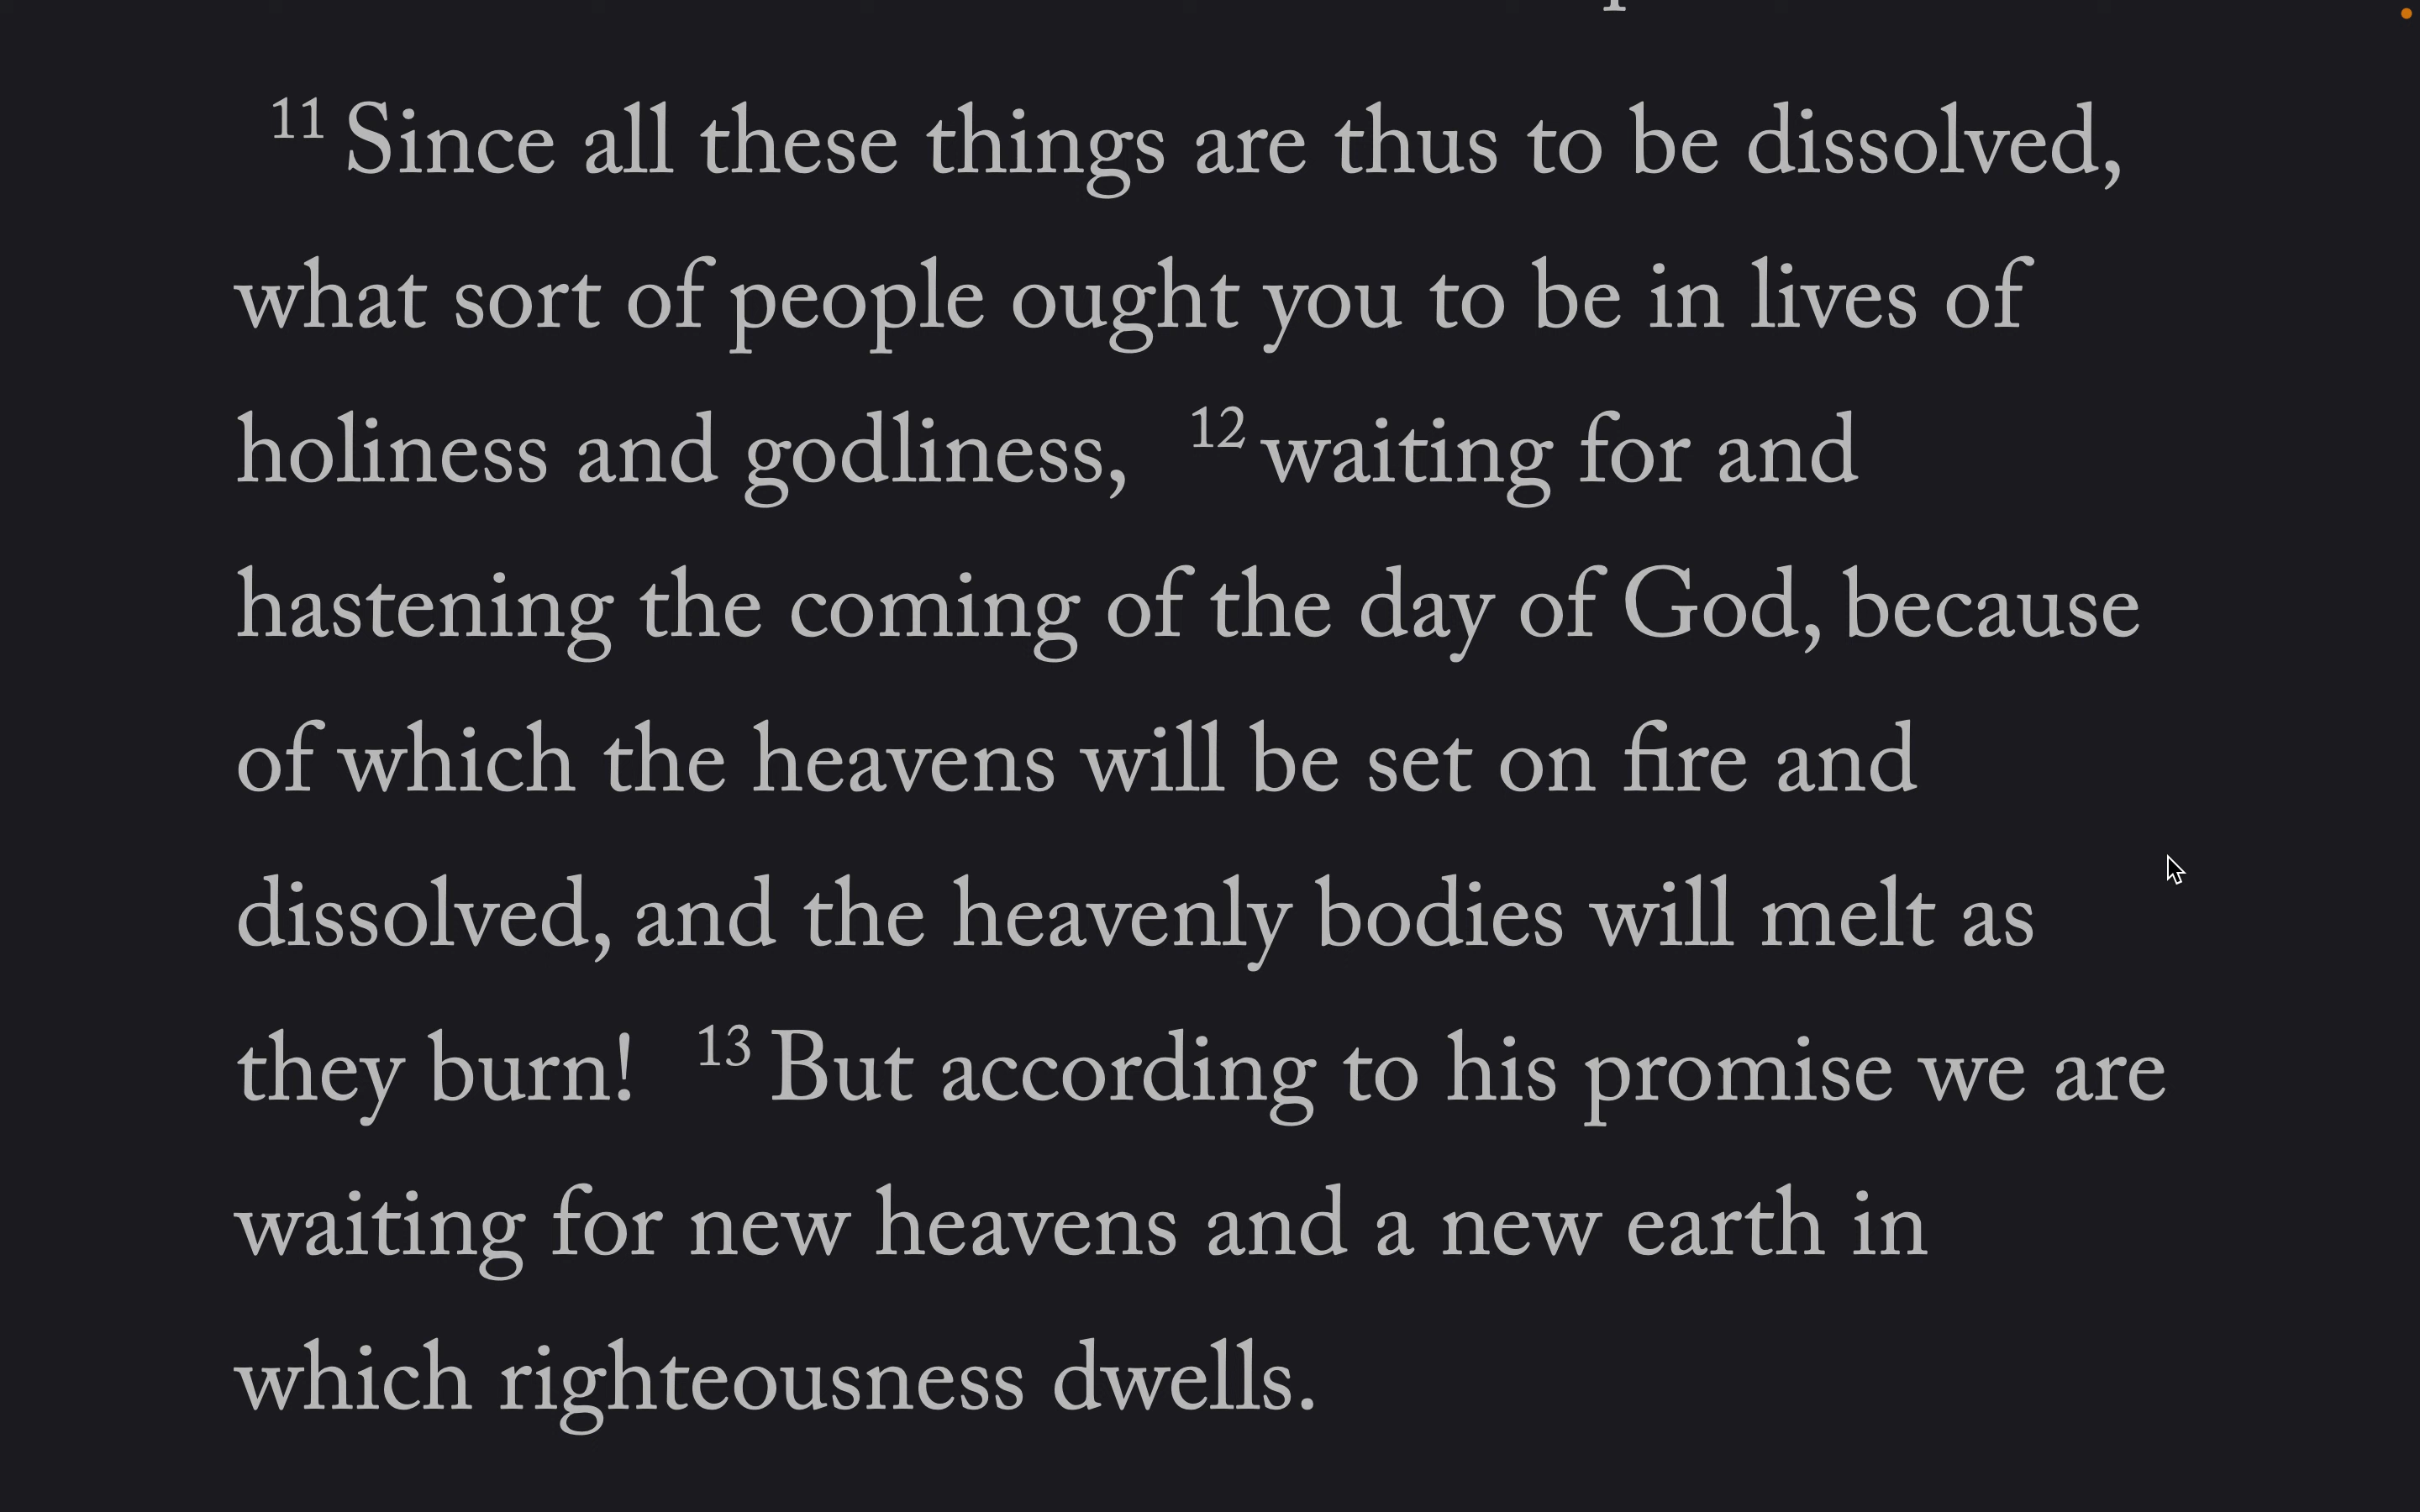 11 Since all these things are thus to be dissolved,
what sort of people ought you to be in lives of
holiness and godliness, 12 waiting for and
hastening the coming of the day of God, because
of which the heavens will be set on fire and
dissolved, and the heavenly bodies will melt as
they burn! 13 But according to his promise we are
waiting for new heavens and a new earth in
which righteousness dwells.